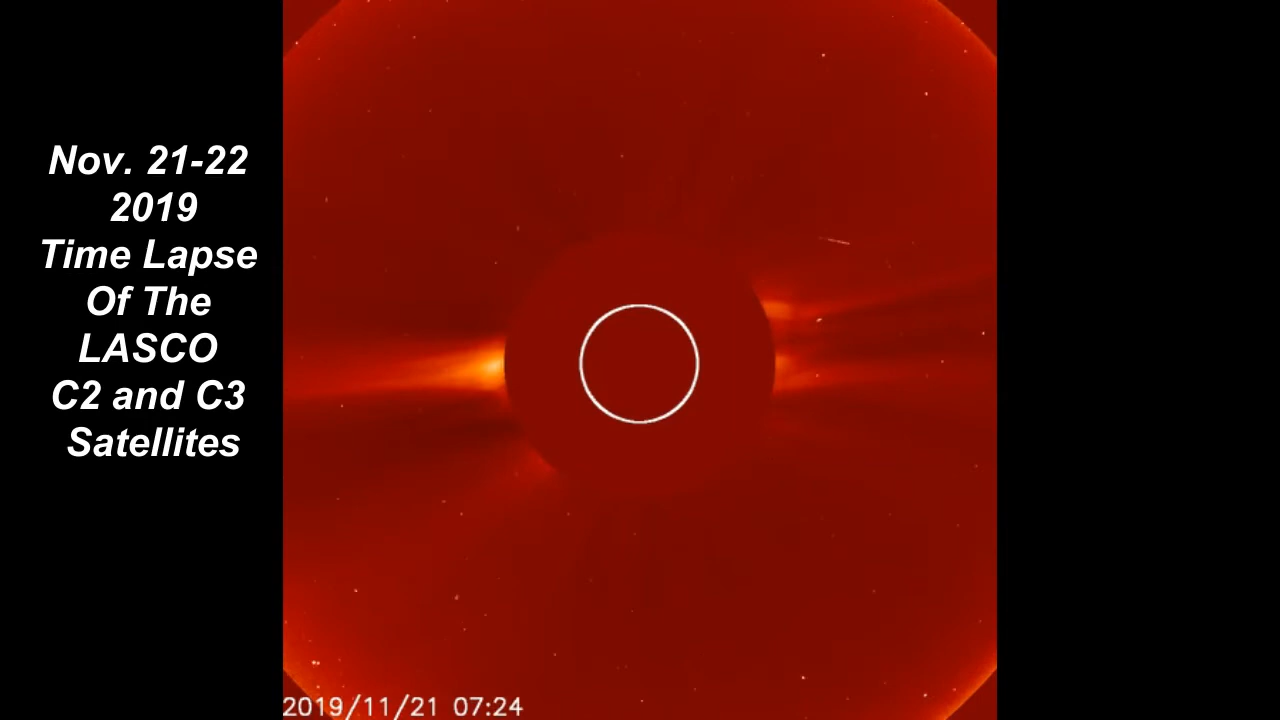 Nov. 21-22
2019
Time Lapse
Of The
LASCO
C2 and C3
Satellites
2019/11/21 07:24